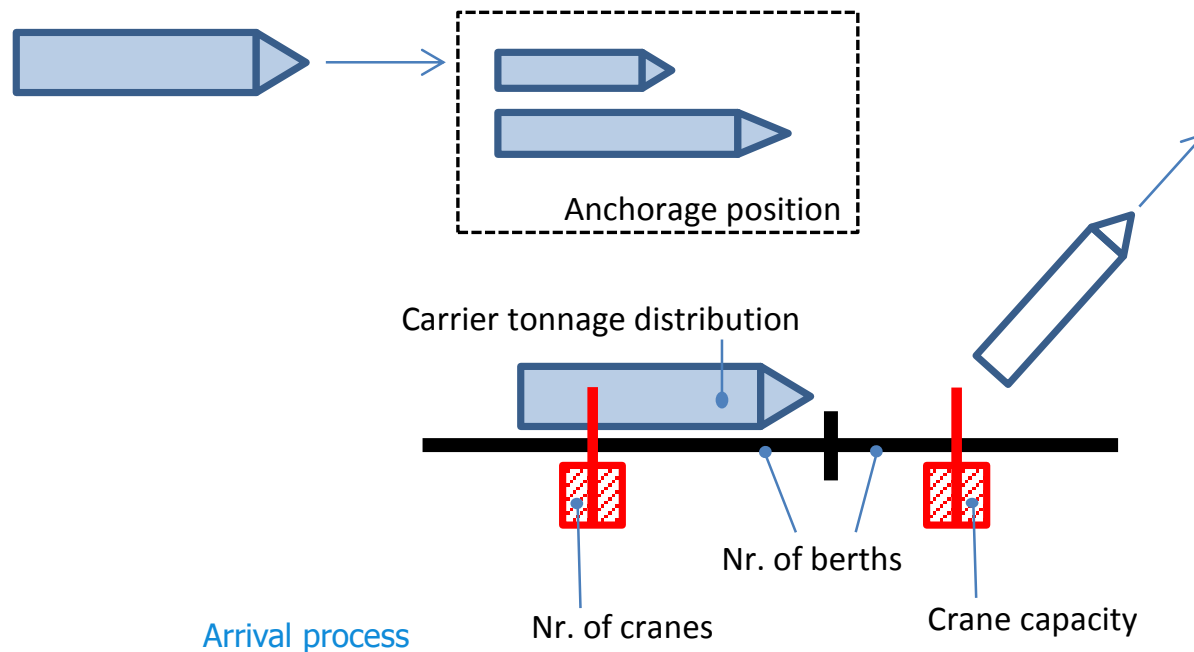 Anchorage position
Carrier tonnage distribution
Nr. of berths
Nr. of cranes
Crane capacity
Arrival process